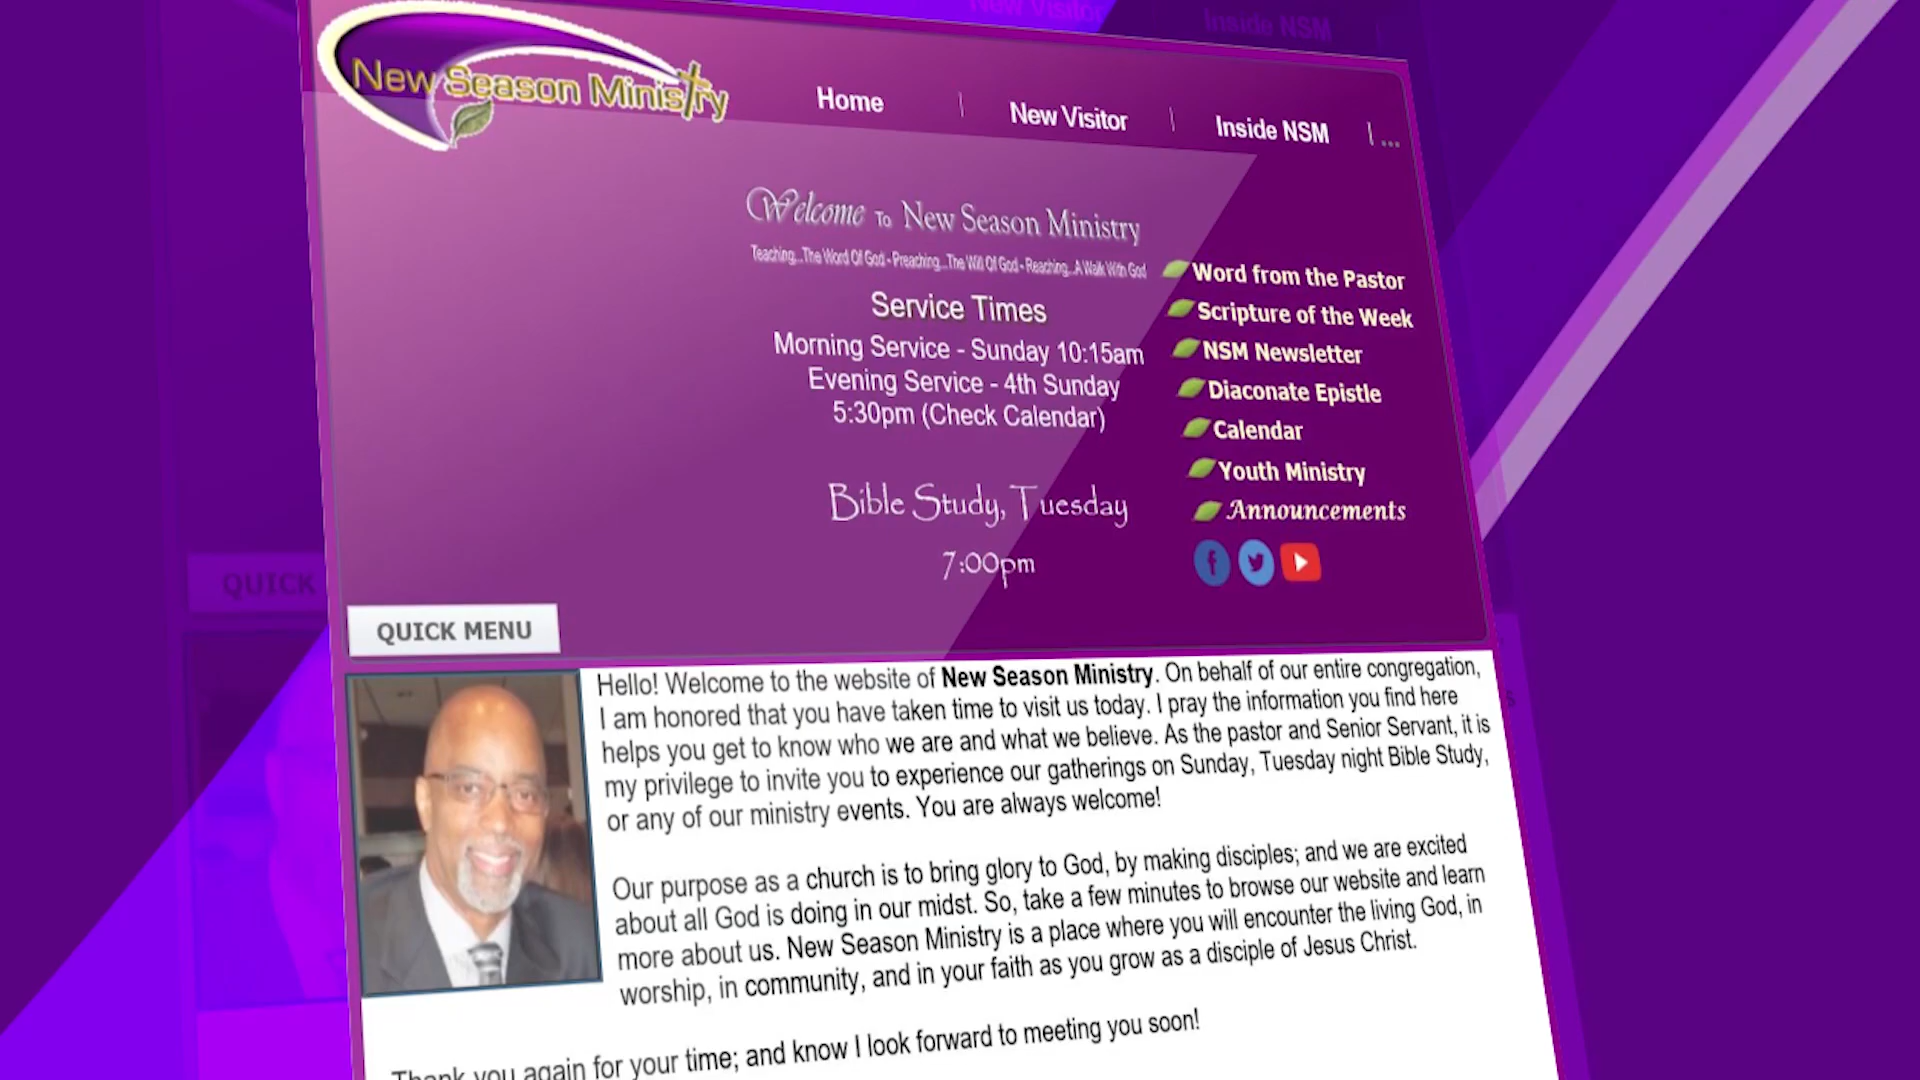 New Season Ministry
Home
New Visitor
Inside NSM
...
Welcome To New Season Ministry
Teaching...The Word Of God - Preaching...The Will Of God - Reaching...A Walk With God
Service Times
Morning Service - Sunday 10:15am
Evening Service - 4th Sunday
5:30pm (Check Calendar)
Bible Study, Tuesday
7:00pm
Word from the Pastor
Scripture of the Week
NSM Newsletter
Diaconate Epistle
Calendar
Youth Ministry
Announcements
QUICK MENU
Hello! Welcome to the website of New Season Ministry. On behalf of our entire congregation,
I am honored that you have taken time to visit us today. I pray the information you find here
helps you get to know who we are and what we believe. As the pastor and Senior Servant, it is
my privilege to invite you to experience our gatherings on Sunday, Tuesday night Bible Study,
or any of our ministry events. You are always welcome!
Our purpose as a church is to bring glory to God, by making disciples; and we are excited
about all God is doing in our midst. So, take a few minutes to browse our website and learn
more about us. New Season Ministry is a place where you will encounter the living God, in
worship, in community, and in your faith as you grow as a disciple of Jesus Christ.
Thank you again for your time; and know I look forward to meeting you soon!
New Visitor
Inside NSM
QUICK